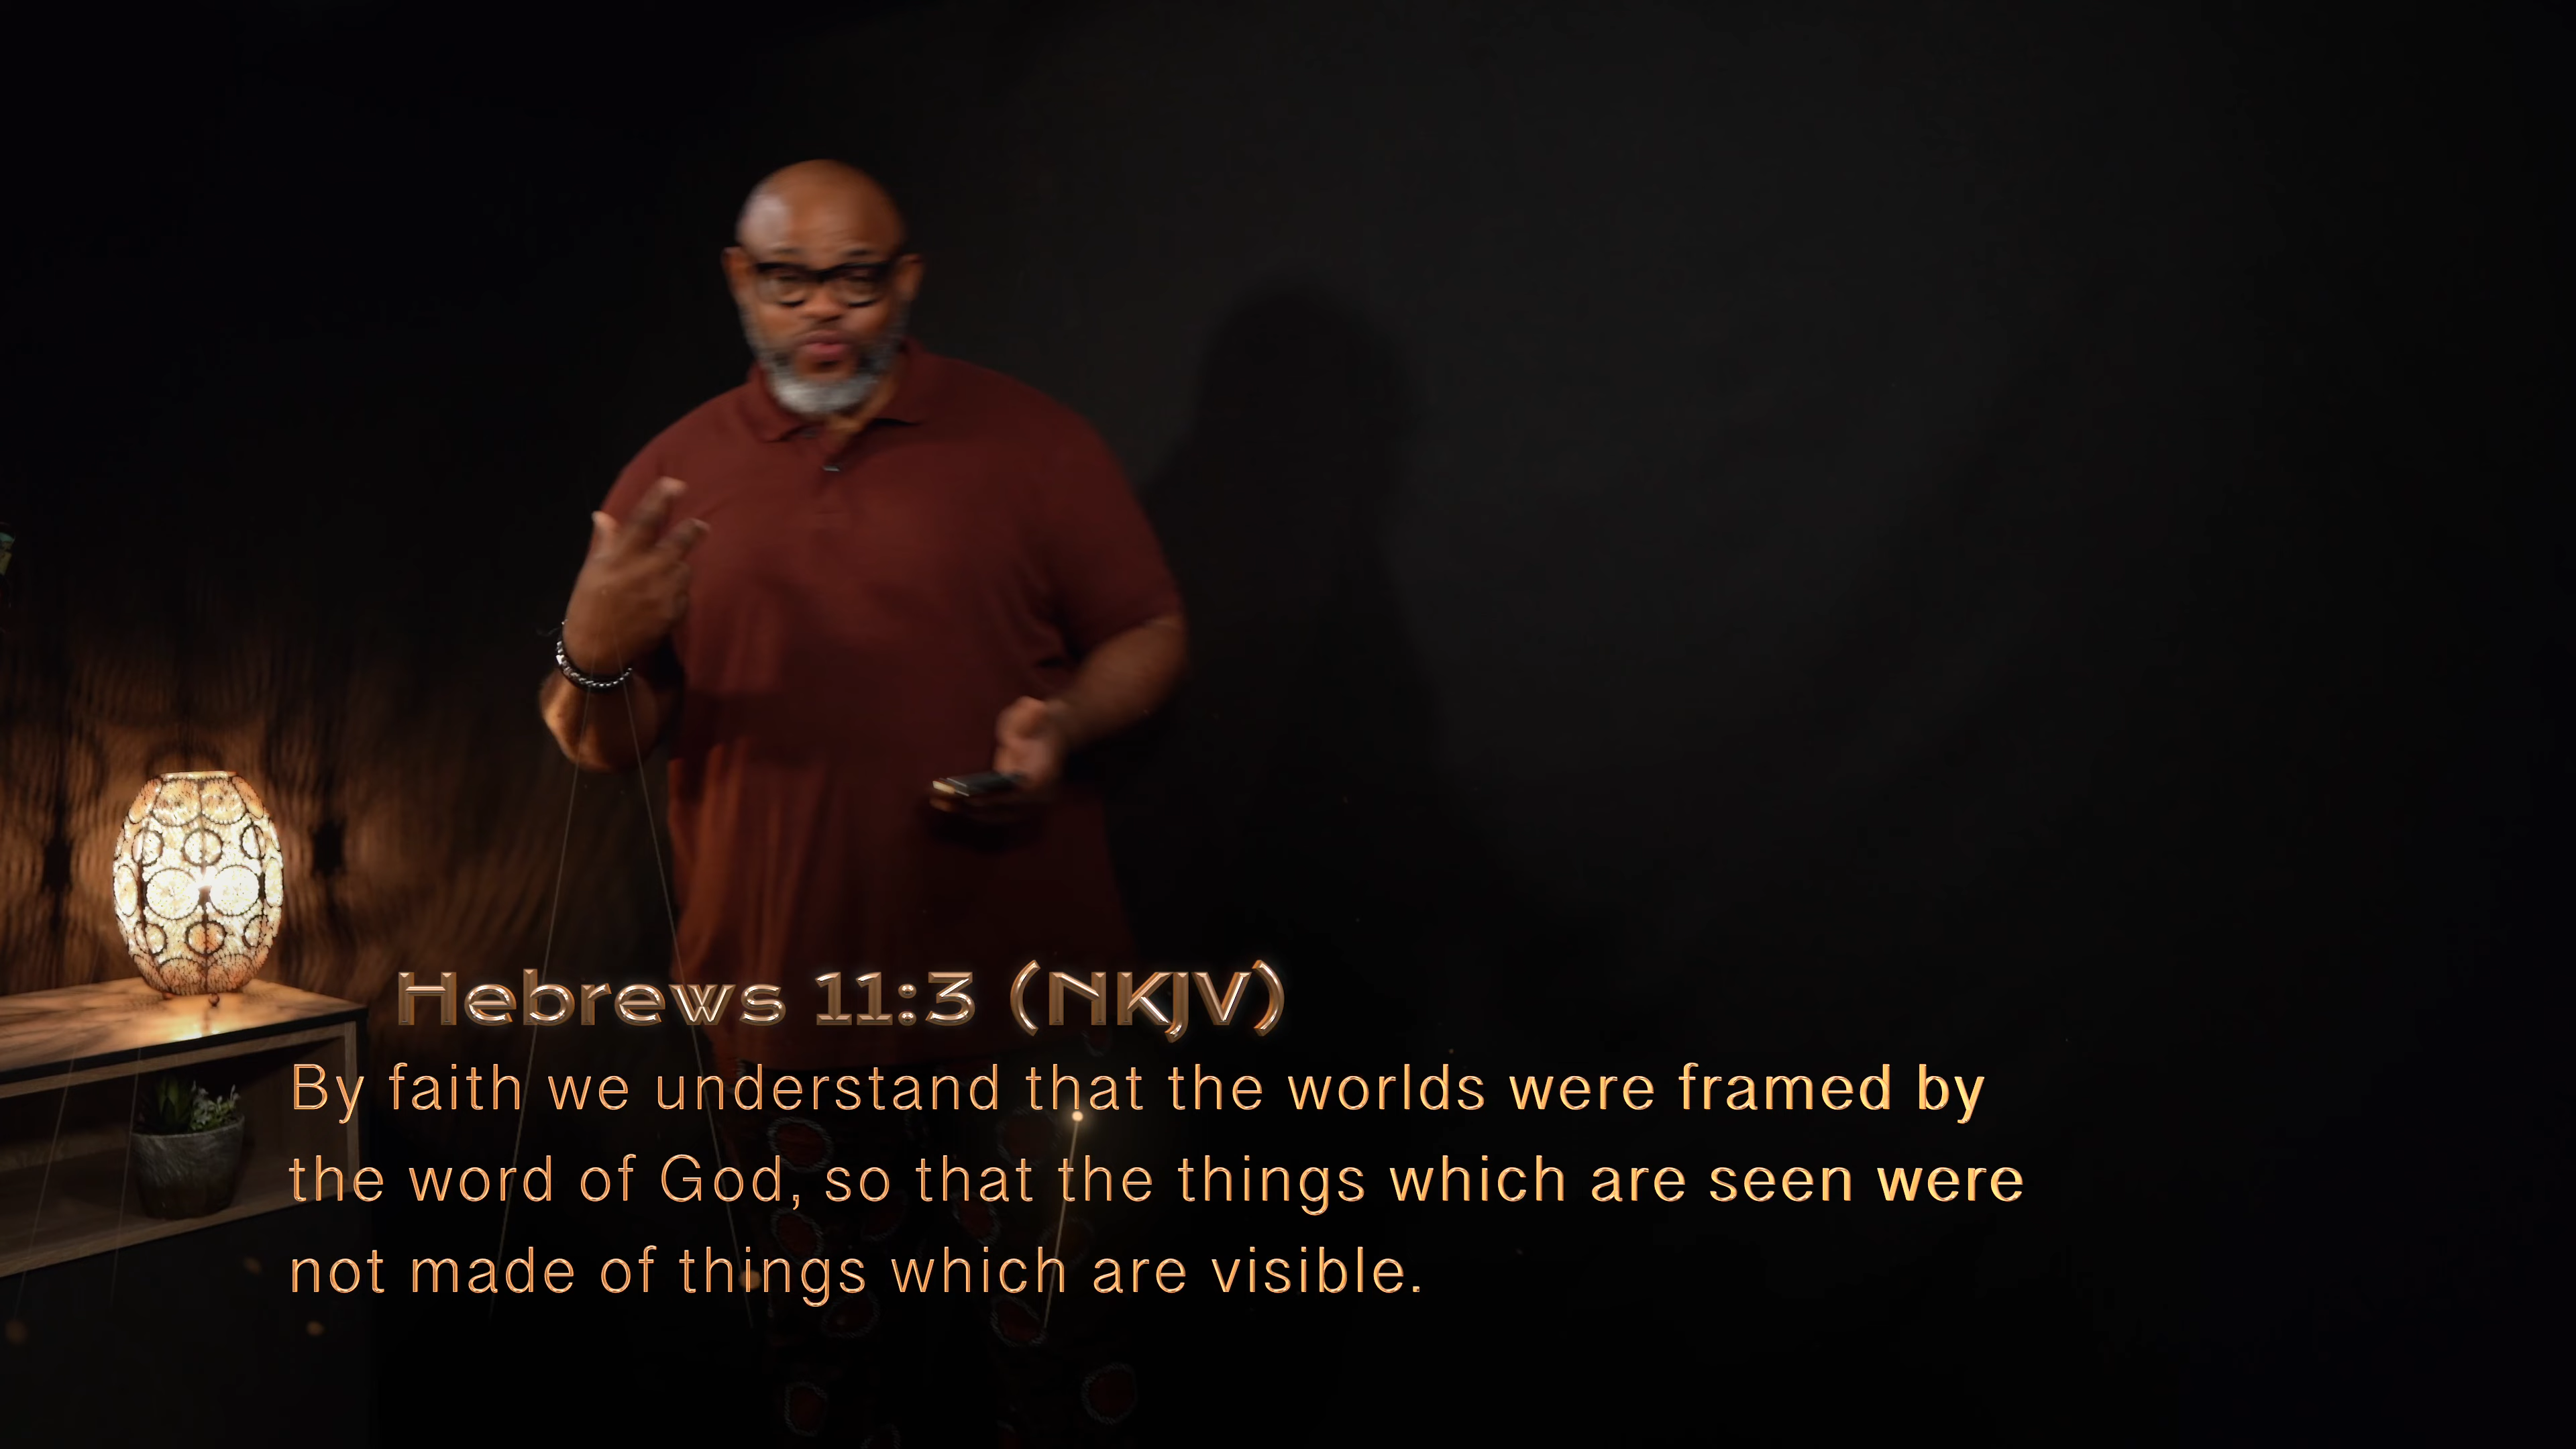 Hebrews 11:3 (NKJV)
By faith we understand that the worlds were framed by
the word of God, so that the things which are seen were
not made of things which are visible.